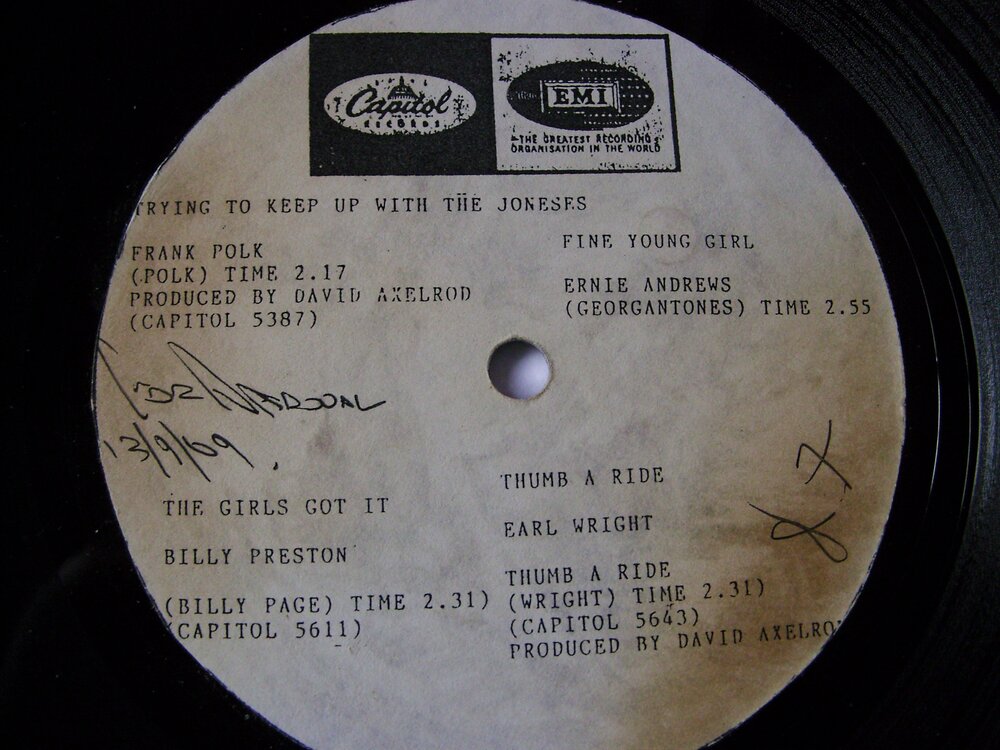 Capitol
RECORDS
EMI
THE GREATEST RECORDING
ORGANISATION IN THE WORLD
TRYING TO KEEP UP WITH THE JONESES
FRANK POLK
(POLK) TIME 2.17
PRODUCED BY DAVID AXELROD
(CAPITOL 5387)
FINE YOUNG GIRL
ERNIE ANDREWS
(GEORGANTONES) TIME 2.55
13/9/09
THE GIRLS GOT IT
BILLY PRESTON
(BILLY PAGE) TIME 2.31)
(CAPITOL 5611)
THUMB A RIDE
EARL WRIGHT
THUMB A RIDE
(WRIGHT) TIME 2.31)
(CAPITOL 5643)
PRODUCED BY DAVID AXELRO